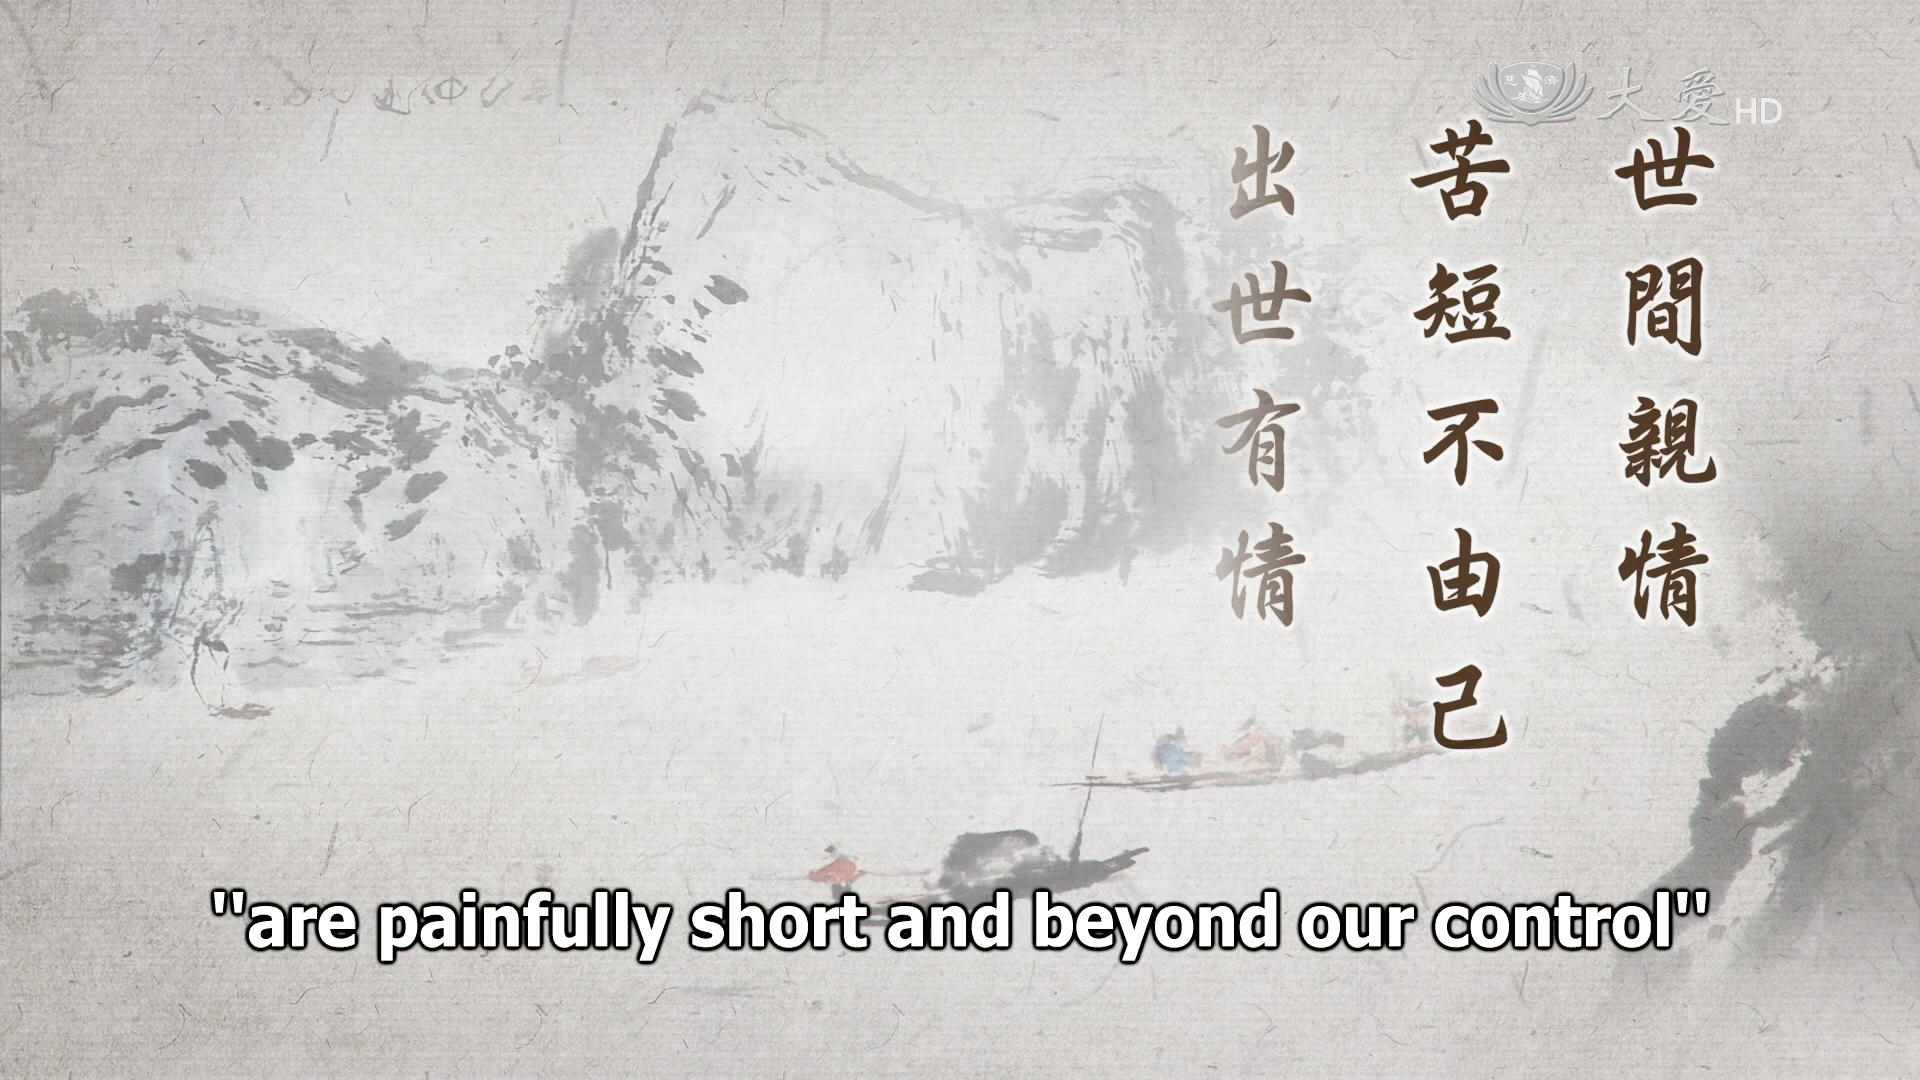 大愛HD
世間親情
苦短不由己
出世有情
"are painfully short and beyond our control"